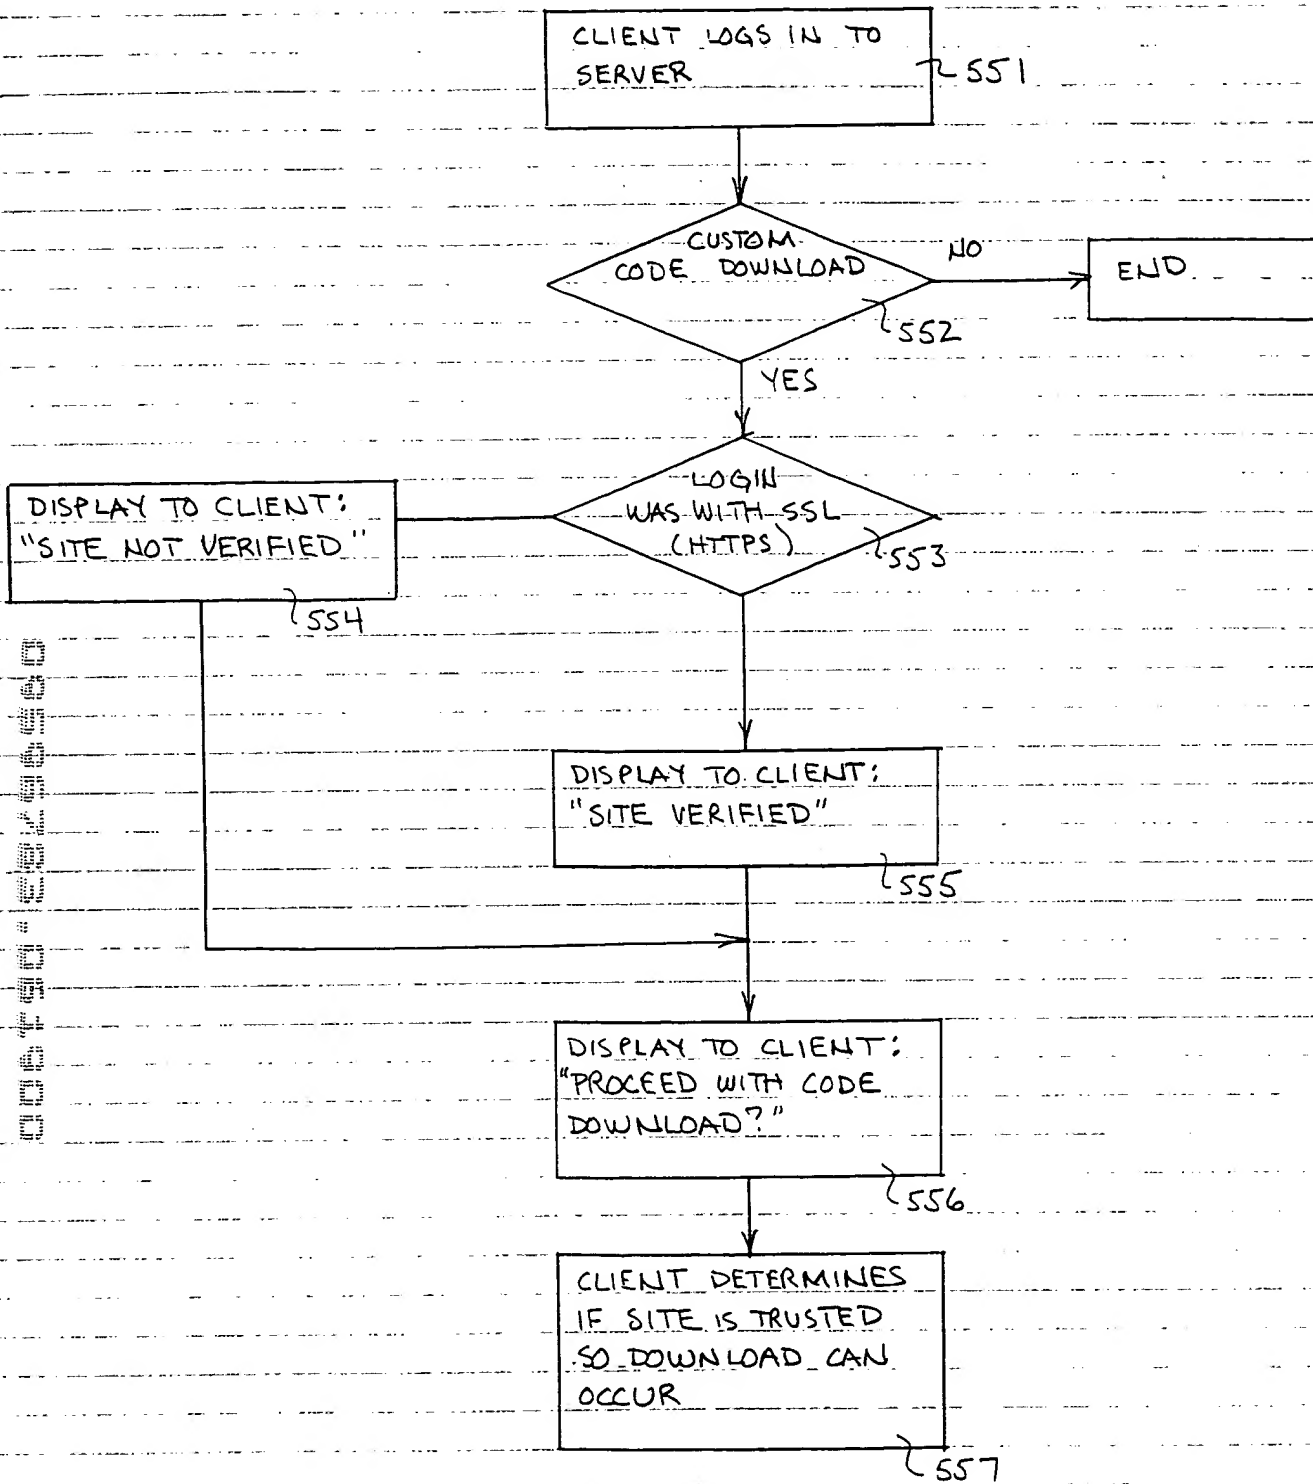 CLIENT LOGS IN TO
SERVER
551
CUSTOM
CODE DOWNLOAD
552
NO
END
YES
LOGIN
WAS WITH SSL
(HTTPS)
553
DISPLAY TO CLIENT:
"SITE NOT VERIFIED"
554
DISPLAY TO CLIENT:
"SITE VERIFIED"
555
DISPLAY TO CLIENT:
"PROCEED WITH CODE
DOWNLOAD?"
556
CLIENT DETERMINES
IF SITE IS TRUSTED
SO DOWNLOAD CAN
OCCUR
557